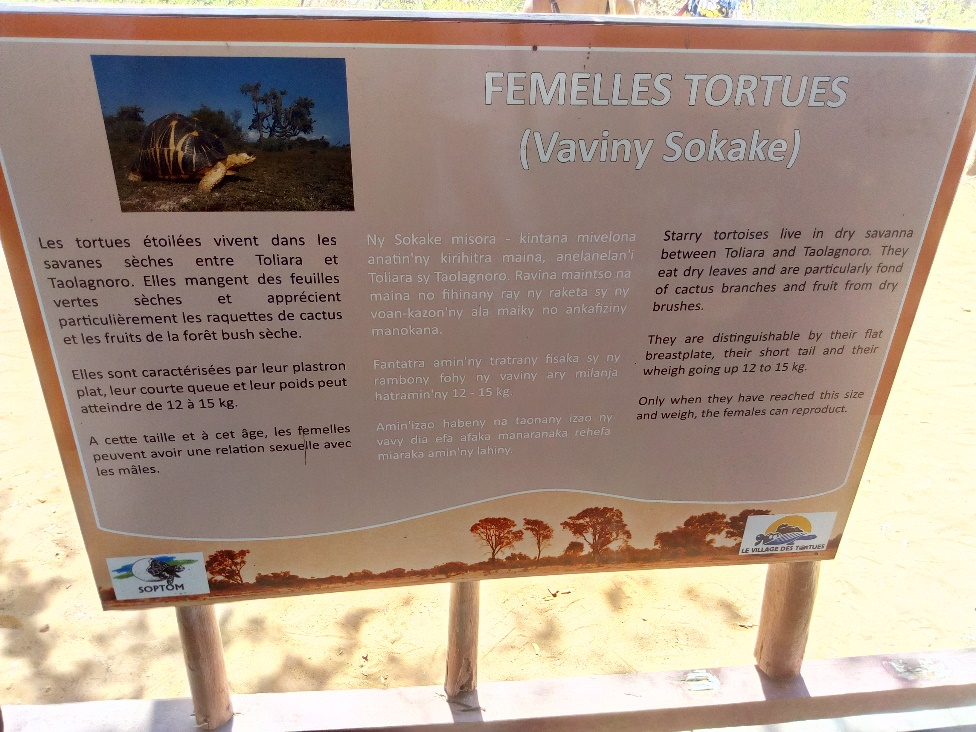 FEMELLES TORTUES
(Vaviny Sokake)
Les tortues étoilées vivent dans les
savanes sèches entre Toliara et
Taolagnoro. Elles mangent des feuilles
vertes sèches et apprécient
particulièrement les raquettes de cactus
et les fruits de la forêt bush sèche.
Elles sont caractérisées par leur plastron
plat, leur courte queue et leur poids peut
atteindre de 12 à 15 kg.
A cette taille et à cet âge, les femelles
peuvent avoir une relation sexuelle avec
les mâles.
Ny Sokake misora - kintana mivelona
anatin'ny kirihitra maina, anelanelan'i
Toliara sy Taolagnoro. Ravina maintso na
maina no fihinany ray ny raketa sy ny
voan-kazon'ny ala maiky no ankafiziny
manokana.
Fantatra amin'ny tratrany fisaka sy ny
rambony fohy ny vaviny ary milanja
hatramin'ny 12 - 15 kg.
Amin'izao habeny na taonany izao ny
vavy dia efa afaka manaranaka rehefa
miaraka amin'ny lahiny.
Starry tortoises live in dry savanna
between Toliara and Taolagnoro. They
eat dry leaves and are particularly fond
of cactus branches and fruit from dry
brushes.
They are distinguishable by their flat
breastplate, their short tail and their
wheigh going up 12 to 15 kg.
Only when they have reached this size
and weigh, the females can reproduce.
SOPTOM
LE VILLAGE DES TORTUES